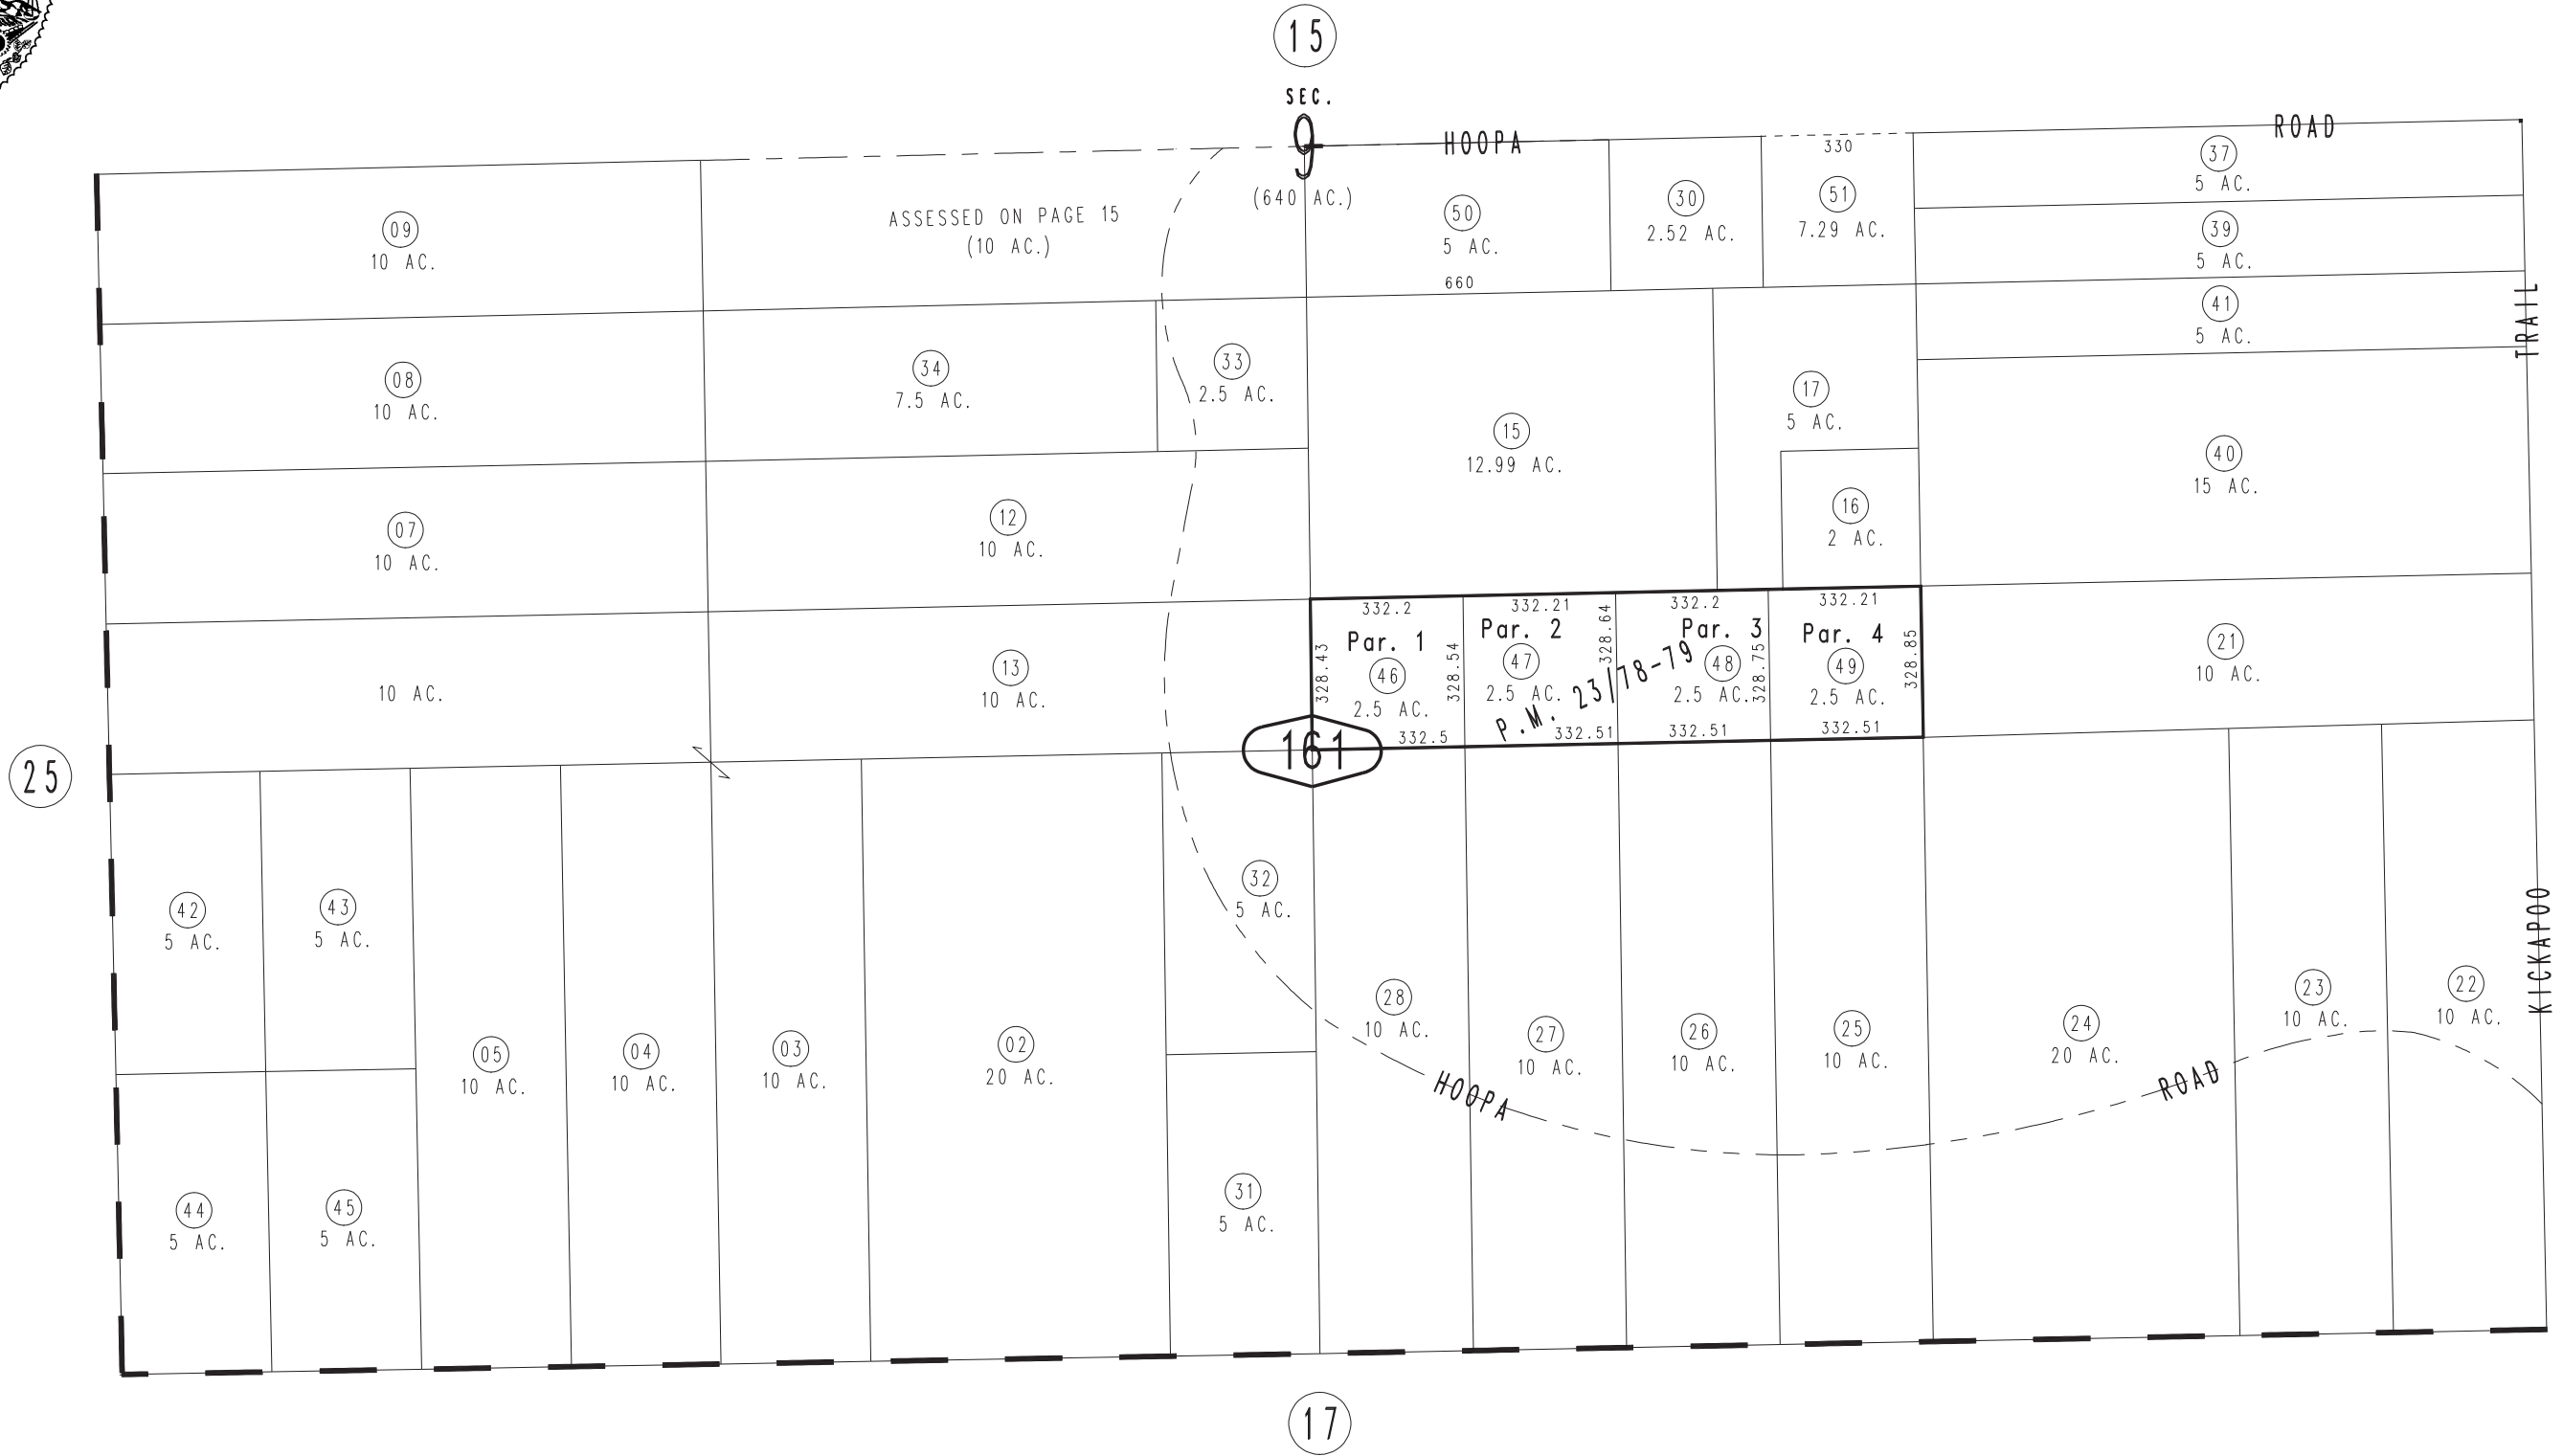 15
SEC.
9
(640 AC.)
HOOPA
ROAD
09
10 AC.
ASSESSED ON PAGE 15
(10 AC.)
50
5 AC.
660
30
2.52 AC.
330
51
7.29 AC.
37
5 AC.
39
5 AC.
41
5 AC.
TRAIL
08
10 AC.
34
7.5 AC.
33
2.5 AC.
15
12.99 AC.
17
5 AC.
40
15 AC.
07
10 AC.
12
10 AC.
16
2 AC.
10 AC.
13
10 AC.
332.2
Par. 1
46
2.5 AC.
328.43
328.54
332.5
332.21
Par. 2
47
2.5 AC.
328.64
332.51
P.M. 23/78-79
332.2
Par. 3
48
2.5 AC.
328.75
332.51
332.21
Par. 4
49
2.5 AC.
328.85
332.51
21
10 AC.
161
25
42
5 AC.
43
5 AC.
05
10 AC.
04
10 AC.
03
10 AC.
02
20 AC.
32
5 AC.
28
10 AC.
27
10 AC.
26
10 AC.
25
10 AC.
24
20 AC.
23
10 AC.
22
10 AC.
KICKAPOO
HOOPA
ROAD
44
5 AC.
45
5 AC.
31
5 AC.
17